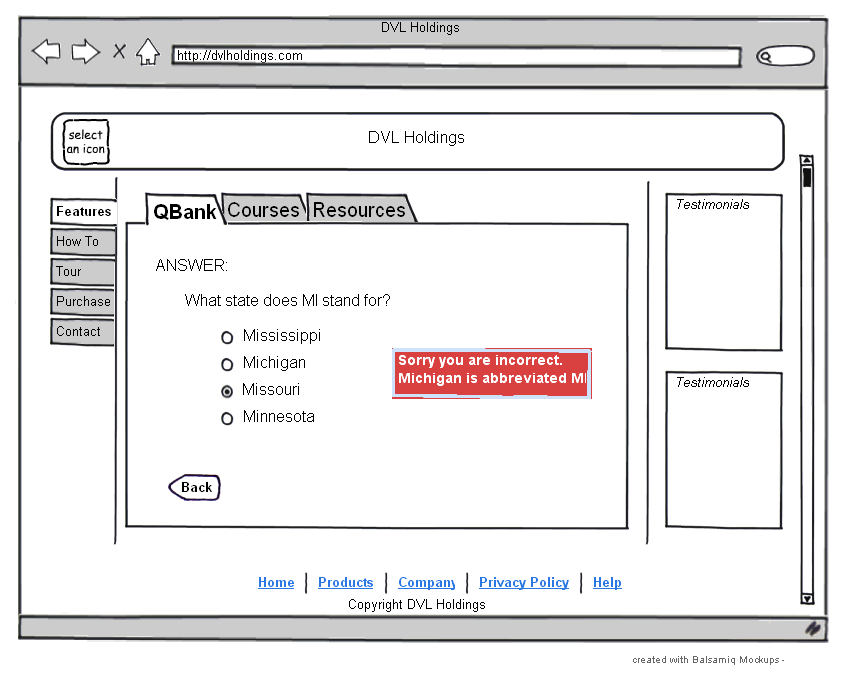 DVL Holdings
http://dvlholdings.com
select
an icon
DVL Holdings
Features
How To
Tour
Purchase
Contact
QBank
Courses
Resources
ANSWER:
What state does MI stand for?
Mississippi
Michigan
Missouri
Minnesota
Sorry you are incorrect.
Michigan is abbreviated MI
Back
Testimonials
Testimonials
Home
Products
Company
Privacy Policy
Help
Copyright DVL Holdings
created with Balsamiq Mockups -